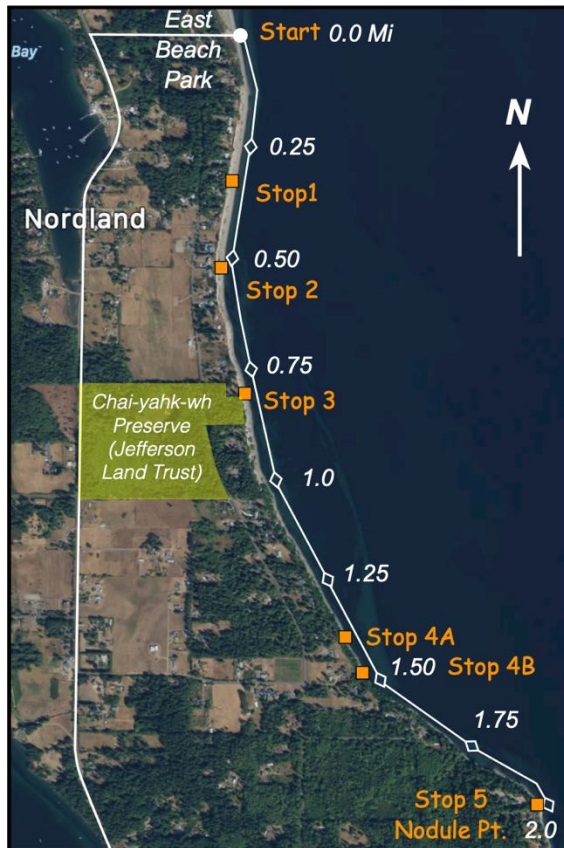 East
Beach
Park
Start 0.0 Mi
Bay
N
0.25
Stop1
Nordland
0.50
Stop 2
0.75
Chai-yahk-wh
Preserve
(Jefferson
Land Trust)
Stop 3
1.0
1.25
Stop 4A
1.50 Stop 4B
1.75
Stop 5
Nodule Pt. 2.0